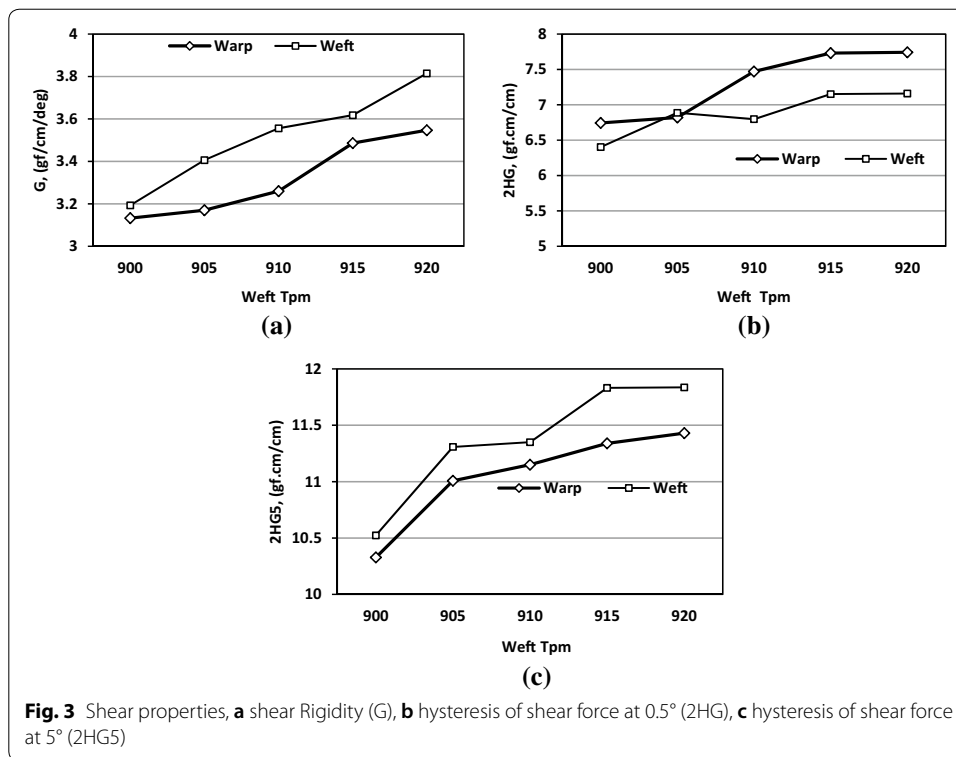 4
3.8
3.6
3.4
3.2
3
G, (gf/cm/deg)
Warp Weft
900 905 910 915 920
Weft Tpm
(a)
8
7.5
7
6.5
6
5.5
5
2HG, (gf.cm/cm)
Warp Weft
900 905 910 915 920
Weft Tpm
(b)
12
11.5
11
10.5
10
2HG5, (gf.cm/cm)
Warp Weft
900 905 910 915 920
Weft Tpm
(c)
Fig. 3 Shear properties, a shear Rigidity (G), b hysteresis of shear force at 0.5° (2HG), c hysteresis of shear force
at 5° (2HG5)